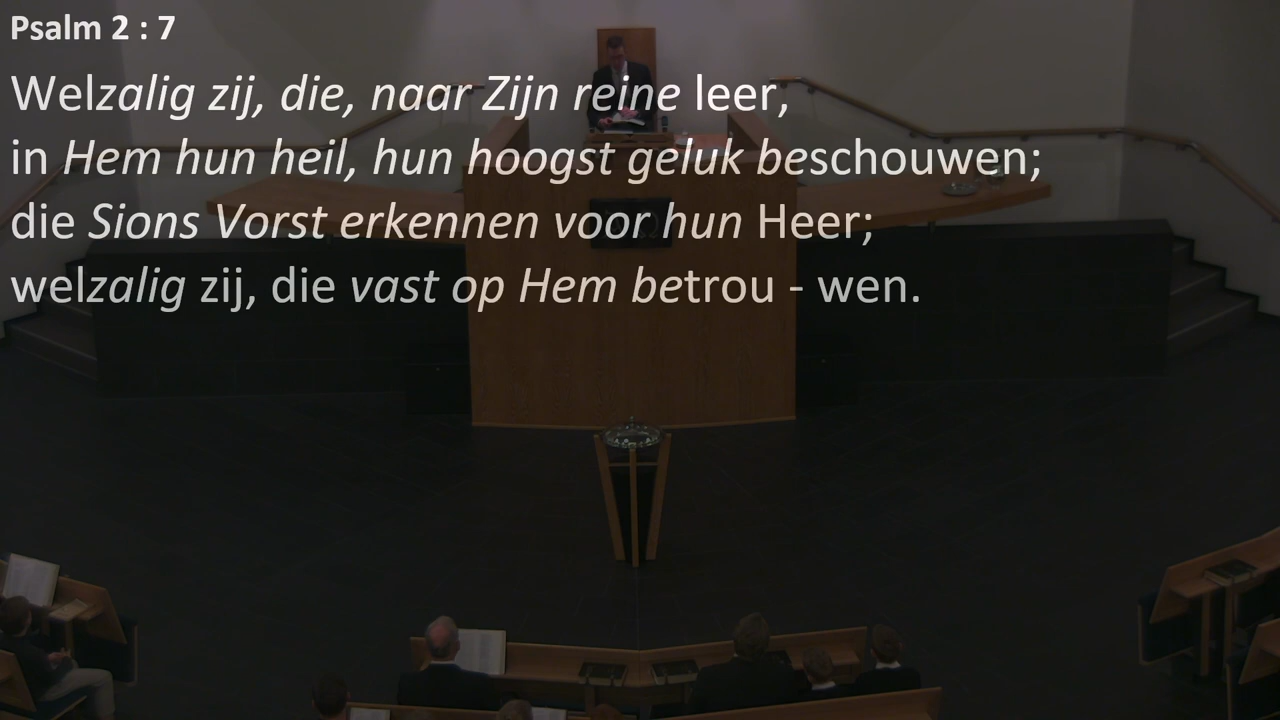 Psalm 2 : 7
Welzalig zij, die, naar Zijn reine leer,
in Hem hun heil, hun hoogst geluk beschouwen;
die Sions Vorst erkennen voor hun Heer;
welzalig zij, die vast op Hem betrou - wen.